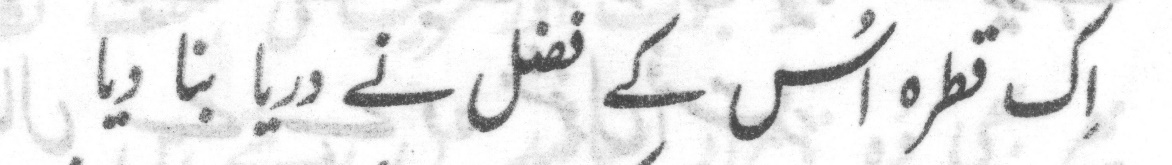 اِک قطرہ اُس کے فضل نے دریا بنا دیا